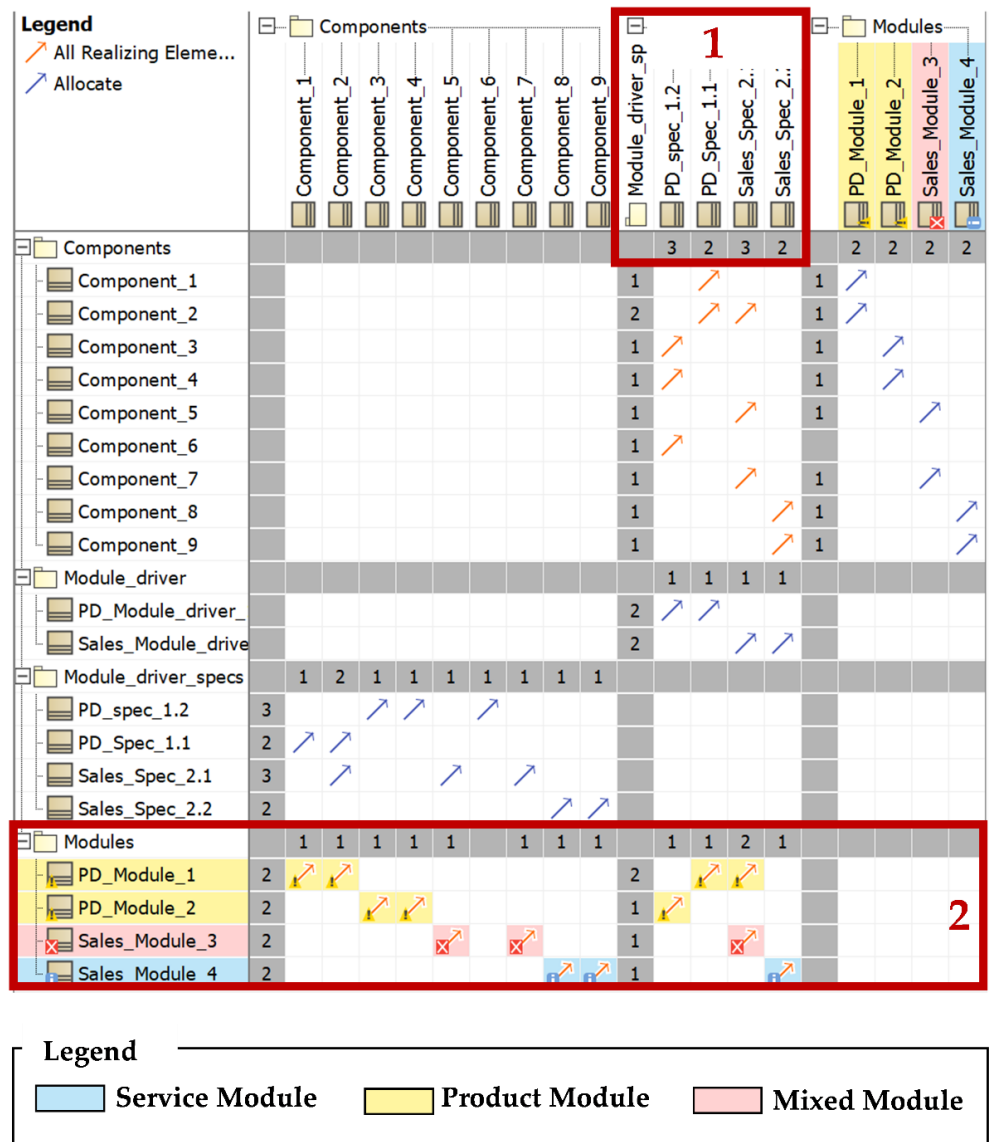 Legend
All Realizing Eleme...
Allocate
Components
Component_1
Component_2
Component_3
Component_4
Component_5
Component_6
Component_7
Component_8
Component_9
1
Module_driver_sp
PD_spec_1.2
PD_Spec_1.1
Sales_Spec_2.
Sales_Spec_2.
Modules
PD_Module_1
PD_Module_2
Sales_Module_3
Sales_Module_4
Components 3 2 3 2 2 2 2 2
Component_1 1 1
Component_2 2 1
Component_3 1 1
Component_4 1 1
Component_5 1 1
Component_6 1
Component_7 1 1
Component_8 1 1
Component_9 1 1
Module_driver 1 1 1 1
PD_Module_driver_ 2
Sales_Module_drive 2
Module_driver_specs 1 2 1 1 1 1 1 1 1
PD_spec_1.2 3
PD_Spec_1.1 2
Sales_Spec_2.1 3
Sales_Spec_2.2 2
Modules 1 1 1 1 1 1 1 1 1 1 2 1
PD_Module_1 2 2
PD_Module_2 2 1
Sales_Module_3 2 1
Sales_Module_4 2 1
2
Legend
Service Module
Product Module
Mixed Module